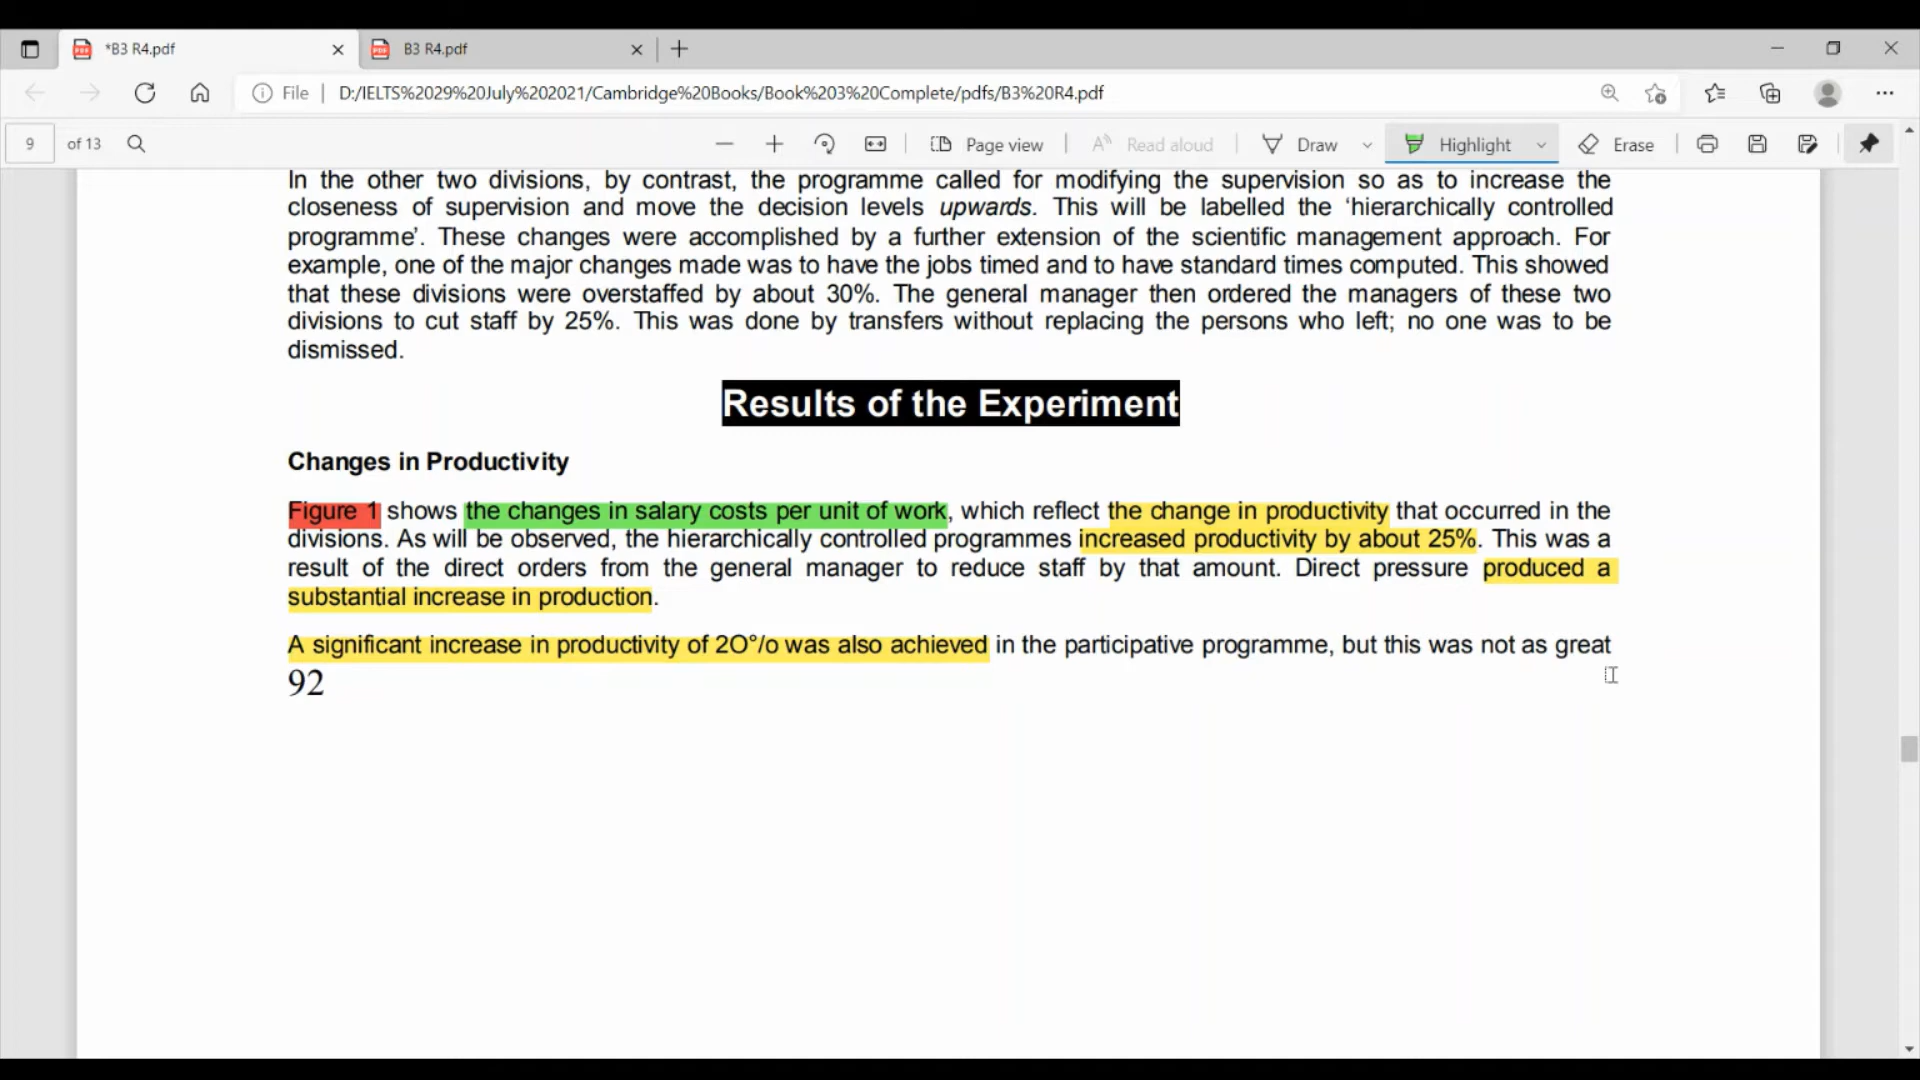 *B3 R4.pdf
B3 R4.pdf
File
D:/IELTS%2029%20July%202021/Cambridge%20Books/Book%203%20Complete/pdfs/B3%20R4.pdf
9 of 13
Page view
Read aloud
Draw
Highlight
Erase
In the other two divisions, by contrast, the programme called for modifying the supervision so as to increase the
closeness of supervision and move the decision levels upwards. This will be labelled the ‘hierarchically controlled
programme’. These changes were accomplished by a further extension of the scientific management approach. For
example, one of the major changes made was to have the jobs timed and to have standard times computed. This showed
that these divisions were overstaffed by about 30%. The general manager then ordered the managers of these two
divisions to cut staff by 25%. This was done by transfers without replacing the persons who left; no one was to be
dismissed.
Results of the Experiment
Changes in Productivity
Figure 1 shows the changes in salary costs per unit of work, which reflect the change in productivity that occurred in the
divisions. As will be observed, the hierarchically controlled programmes increased productivity by about 25%. This was a
result of the direct orders from the general manager to reduce staff by that amount. Direct pressure produced a
substantial increase in production.
A significant increase in productivity of 2O°/o was also achieved in the participative programme, but this was not as great
92